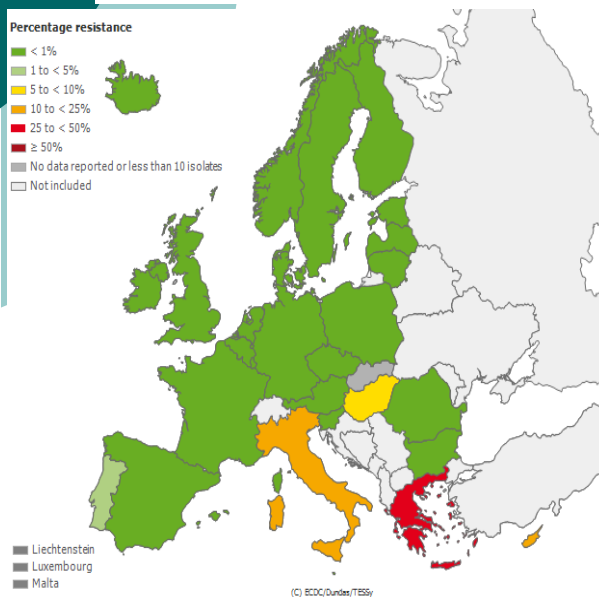 Percentage resistance
< 1%
1 to < 5%
5 to < 10%
10 to < 25%
25 to < 50%
≥ 50%
No data reported or less than 10 isolates
Not included
Liechtenstein
Luxembourg
Malta
(C) ECDC/Dundas/TESSy